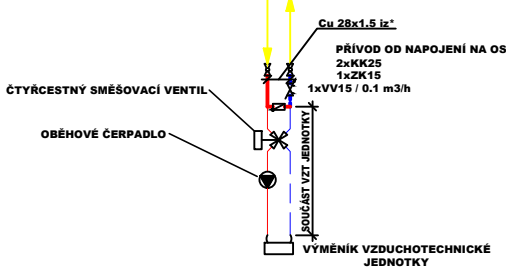 Cu 28x1.5 iz*
PŘÍVOD OD NAPOJENÍ NA OS
2xKK25
1xZK15
1xVV15 / 0.1 m3/h
ČTYŘCESTNÝ SMĚŠOVACÍ VENTIL
OBĚHOVÉ ČERPADLO
SOUČÁST VZT JEDNOTKY
VÝMĚNÍK VZDUCHOTECHNICKÉ
JEDNOTKY